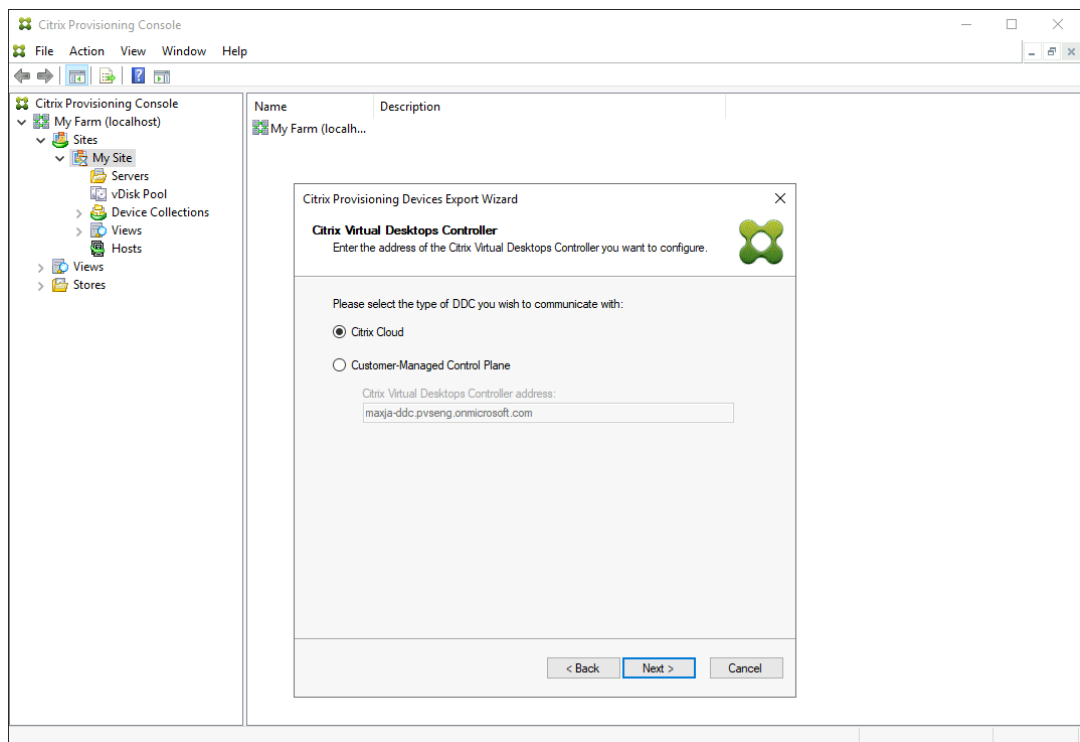 Citrix Provisioning Console
File Action View Window Help
Citrix Provisioning Console
My Farm (localhost)
Sites
My Site
Servers
vDisk Pool
Device Collections
Views
Hosts
Views
Stores
Name Description
My Farm (localh...
Citrix Provisioning Devices Export Wizard
Citrix Virtual Desktops Controller
Enter the address of the Citrix Virtual Desktops Controller you want to configure.
Please select the type of DDC you wish to communicate with:
Citrix Cloud
Customer-Managed Control Plane
Citrix Virtual Desktops Controller address:
maxja-ddc.pvseng.onmicrosoft.com
< Back Next > Cancel